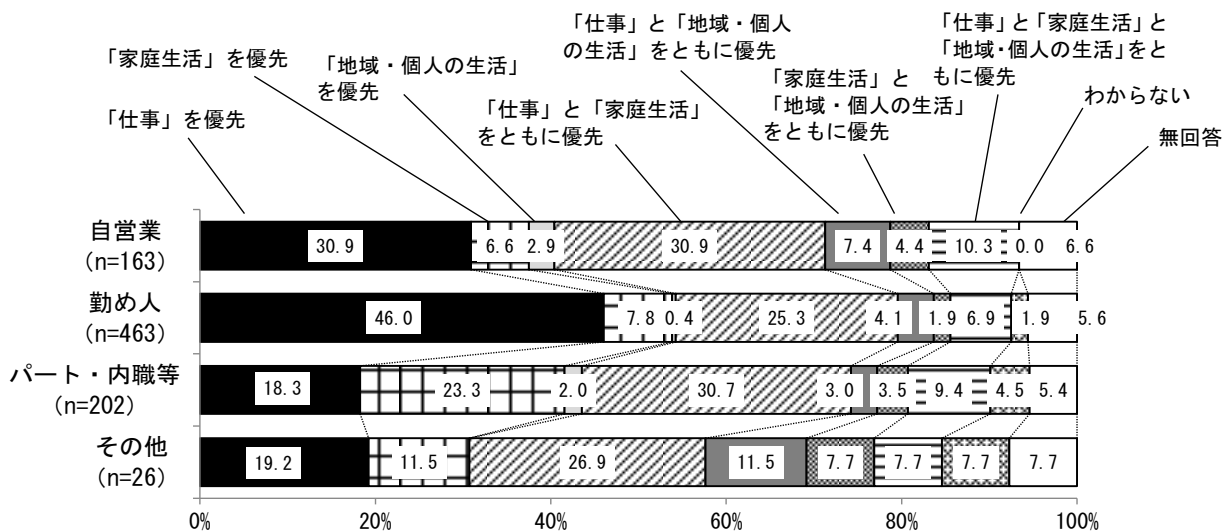 「仕事」と「地域・個人
の生活」をともに優先
「仕事」と「家庭生活」と
「地域・個人の生活」をと
もに優先
「家庭生活」を優先
「地域・個人の生活」
を優先
「家庭生活」と
「地域・個人の生活」
をともに優先
「仕事」と「家庭生活」
をともに優先
わからない
「仕事」を優先
無回答
自営業
(n=163)
30.9 6.6 2.9 30.9 7.4 4.4 10.3 0.0 6.6
勤め人
(n=463)
46.0 7.8 0.4 25.3 4.1 1.9 6.9 1.9 5.6
パート・内職等
(n=202)
18.3 23.3 2.0 30.7 3.0 3.5 9.4 4.5 5.4
その他
(n=26)
19.2 11.5 26.9 11.5 7.7 7.7 7.7 7.7
0% 20% 40% 60% 80% 100%